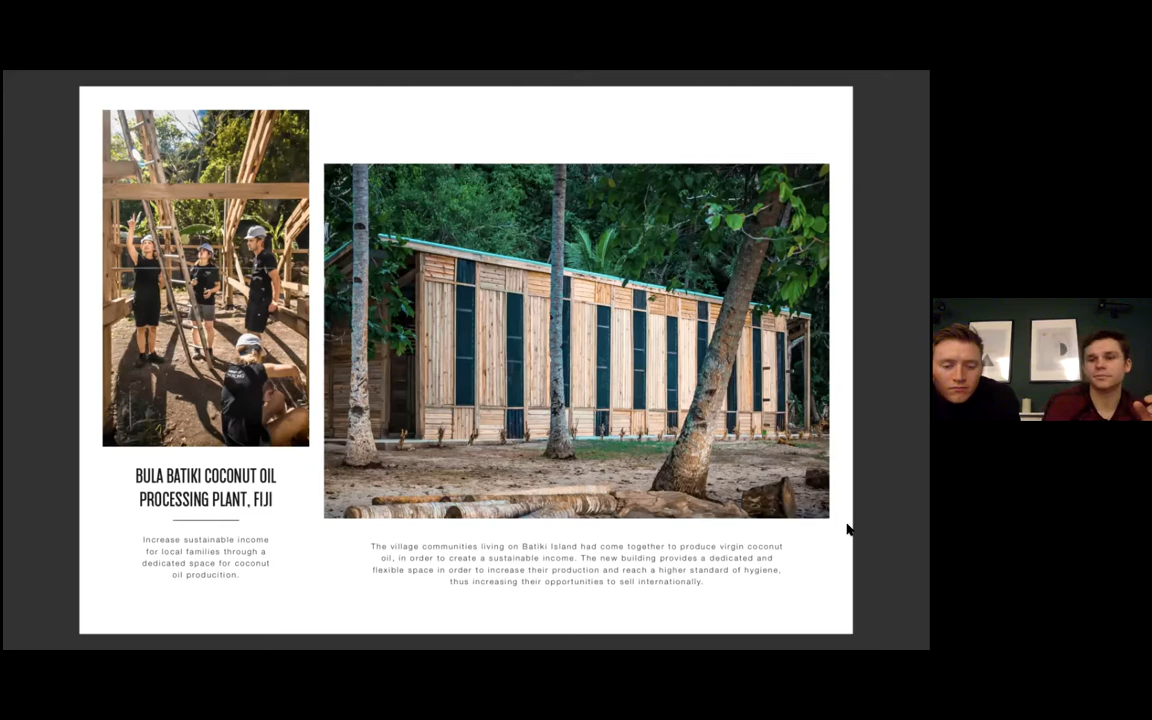 BULA BATIKI COCONUT OIL
PROCESSING PLANT, FIJI
Increase sustainable income
for local families through a
dedicated space for coconut
oil producition.
The village communities living on Batiki Island had come together to produce virgin coconut
oil, in order to create a sustainable income. The new building provides a dedicated and
flexible space in order to increase their production and reach a higher standard of hygiene,
thus increasing their opportunities to sell internationally.